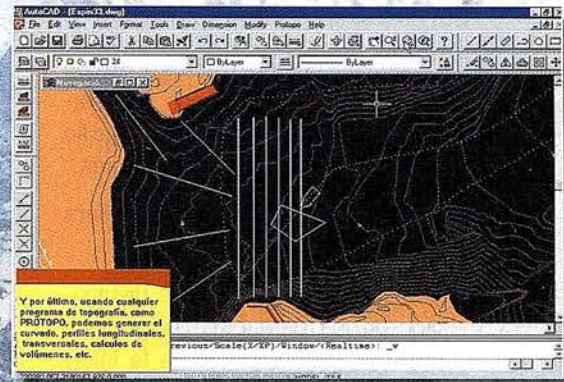 AutoCAD - [Espin33.dwg]
File Edit View Insert Format Tools Draw Dimension Modify Protopo Help
24
ByLayer
ByLayer
Navegació
Y por último, usando cualquier
programa de topografía, como
PROTOPO, podemos generar el
curvado, perfiles longitudinales,
transversales, calculos de
volúmenes, etc.
revious/Scale(X/XP)/Window/<Realtime>: _w